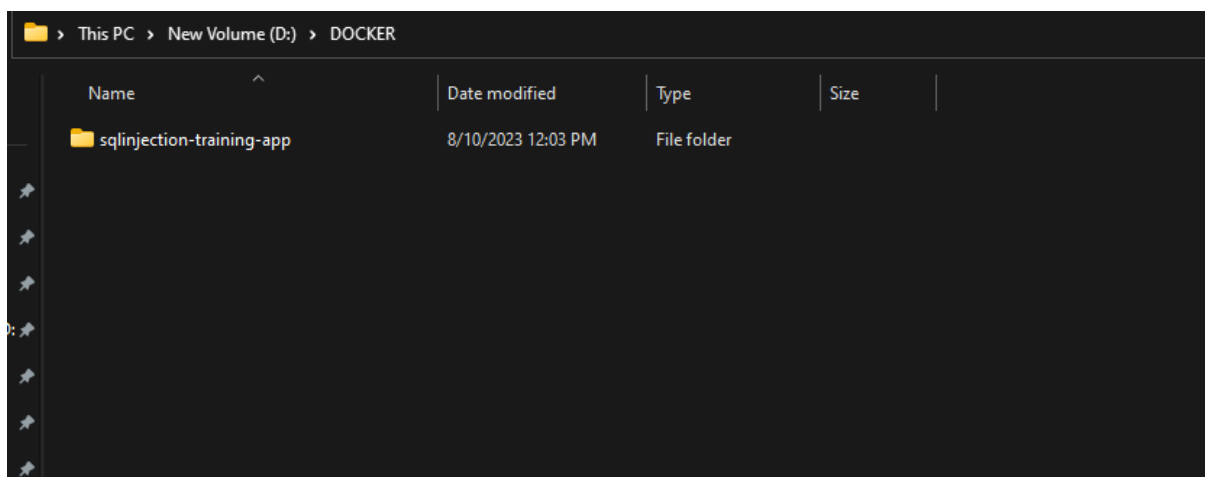 This PC > New Volume (D:) > DOCKER
Name Date modified Type Size
sqlinjection-training-app 8/10/2023 12:03 PM File folder